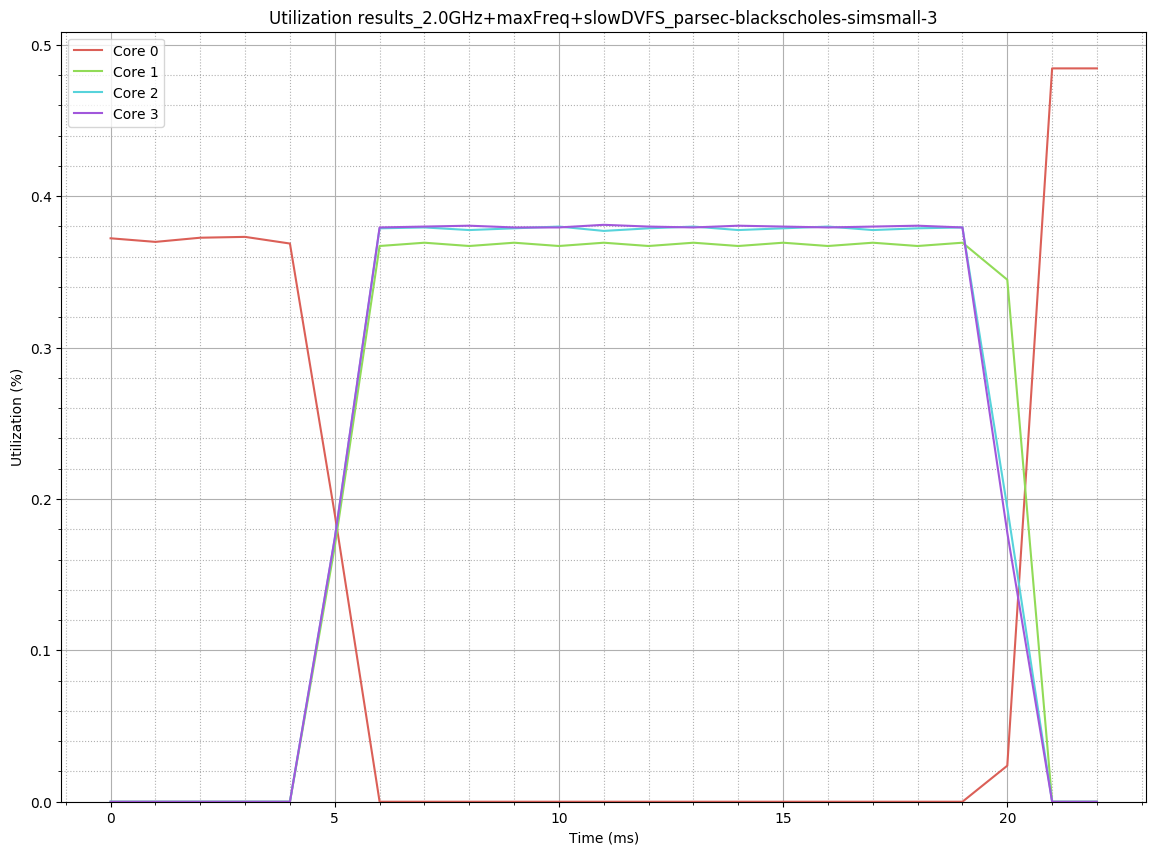 Utilization results_2.0GHz+maxFreq+slowDVFS_parsec-blackscholes-simsmall-3
Core 0
Core 1
Core 2
Core 3
0.5
0.4
0.3
0.2
0.1
0.0
Utilization (%)
0 5 10 15 20
Time (ms)